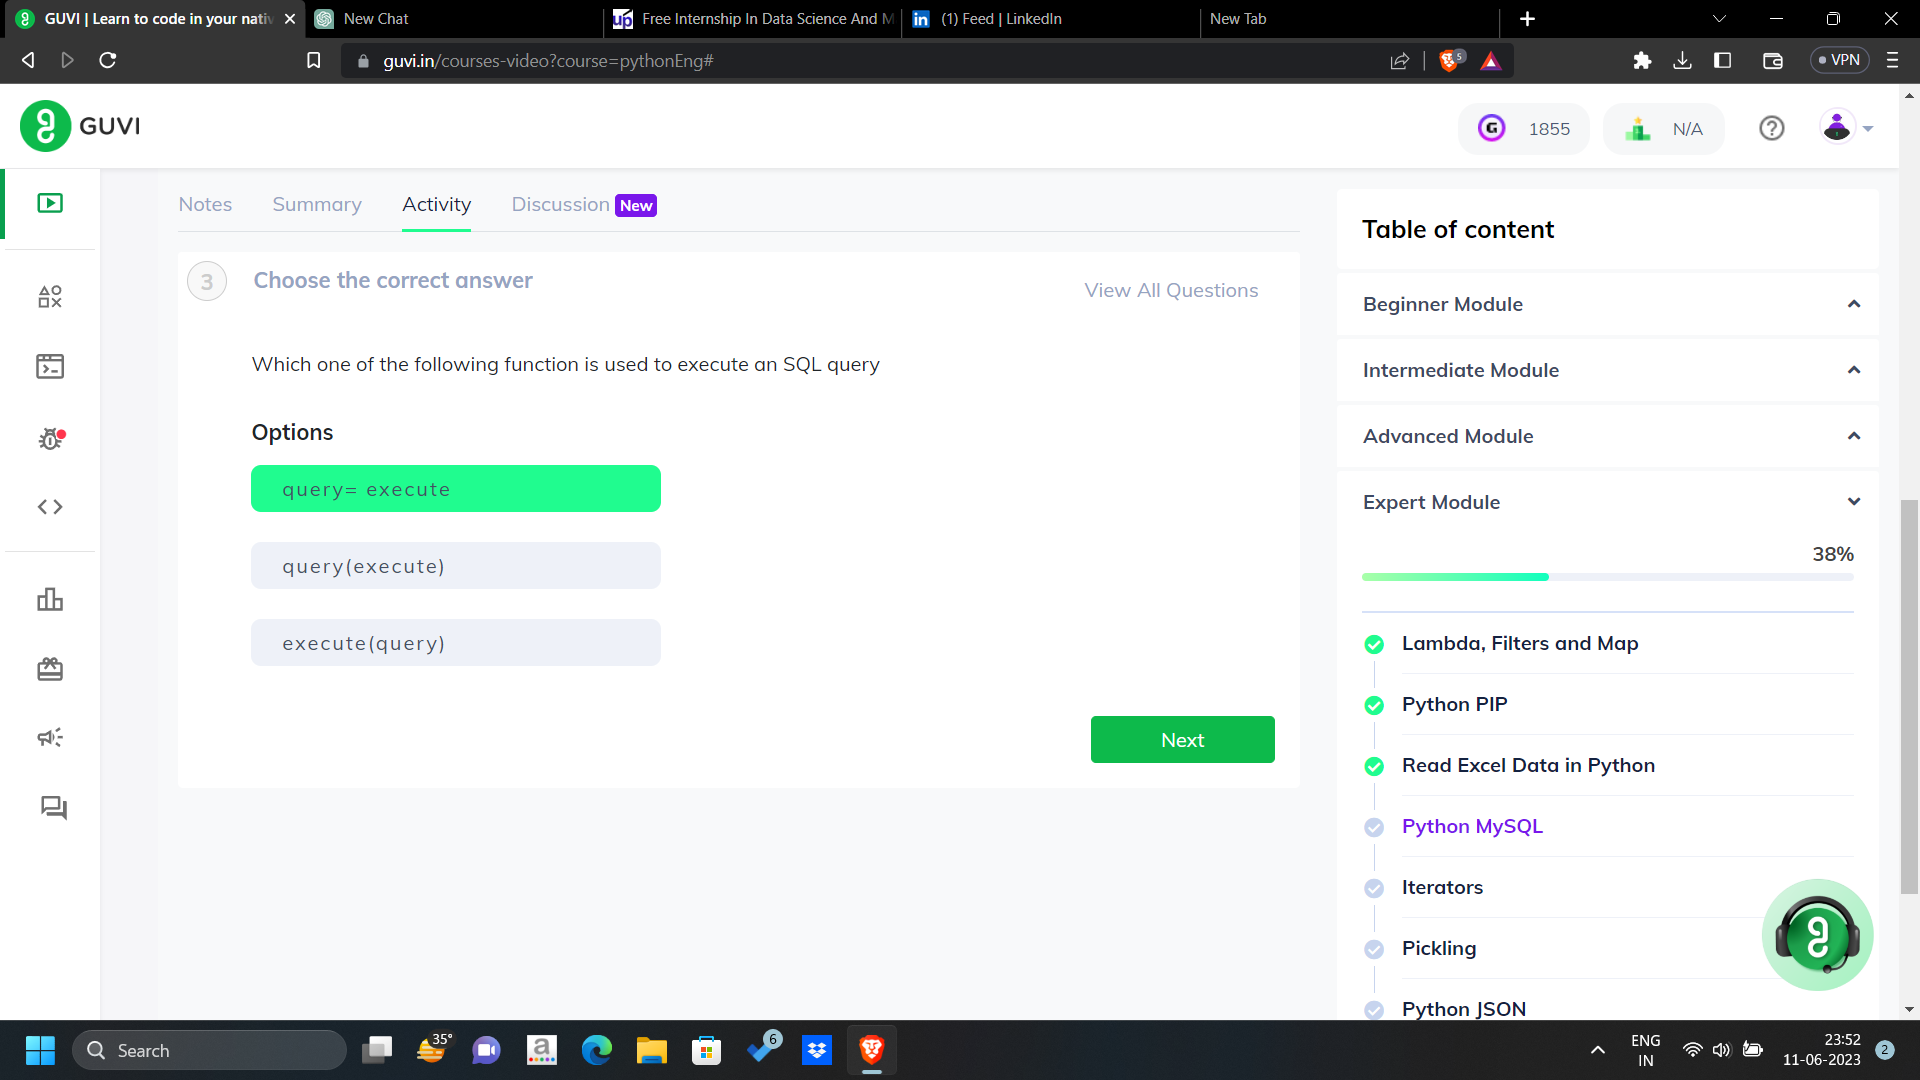 GUVI | Learn to code in your nativ
New Chat
Free Internship In Data Science And M
(1) Feed | LinkedIn
New Tab
guvi.in/courses-video?course=pythonEng#
5
VPN
GUVI
G
1855
N/A
Notes
Summary
Activity
Discussion
New
3
Choose the correct answer
View All Questions
Which one of the following function is used to execute an SQL query
Options
query= execute
query(execute)
execute(query)
Next
Table of content
Beginner Module
Intermediate Module
Advanced Module
Expert Module
38%
Lambda, Filters and Map
Python PIP
Read Excel Data in Python
Python MySQL
Iterators
Pickling
Python JSON
Search
35°
a
6
ENG
IN
23:52
11-06-2023
2